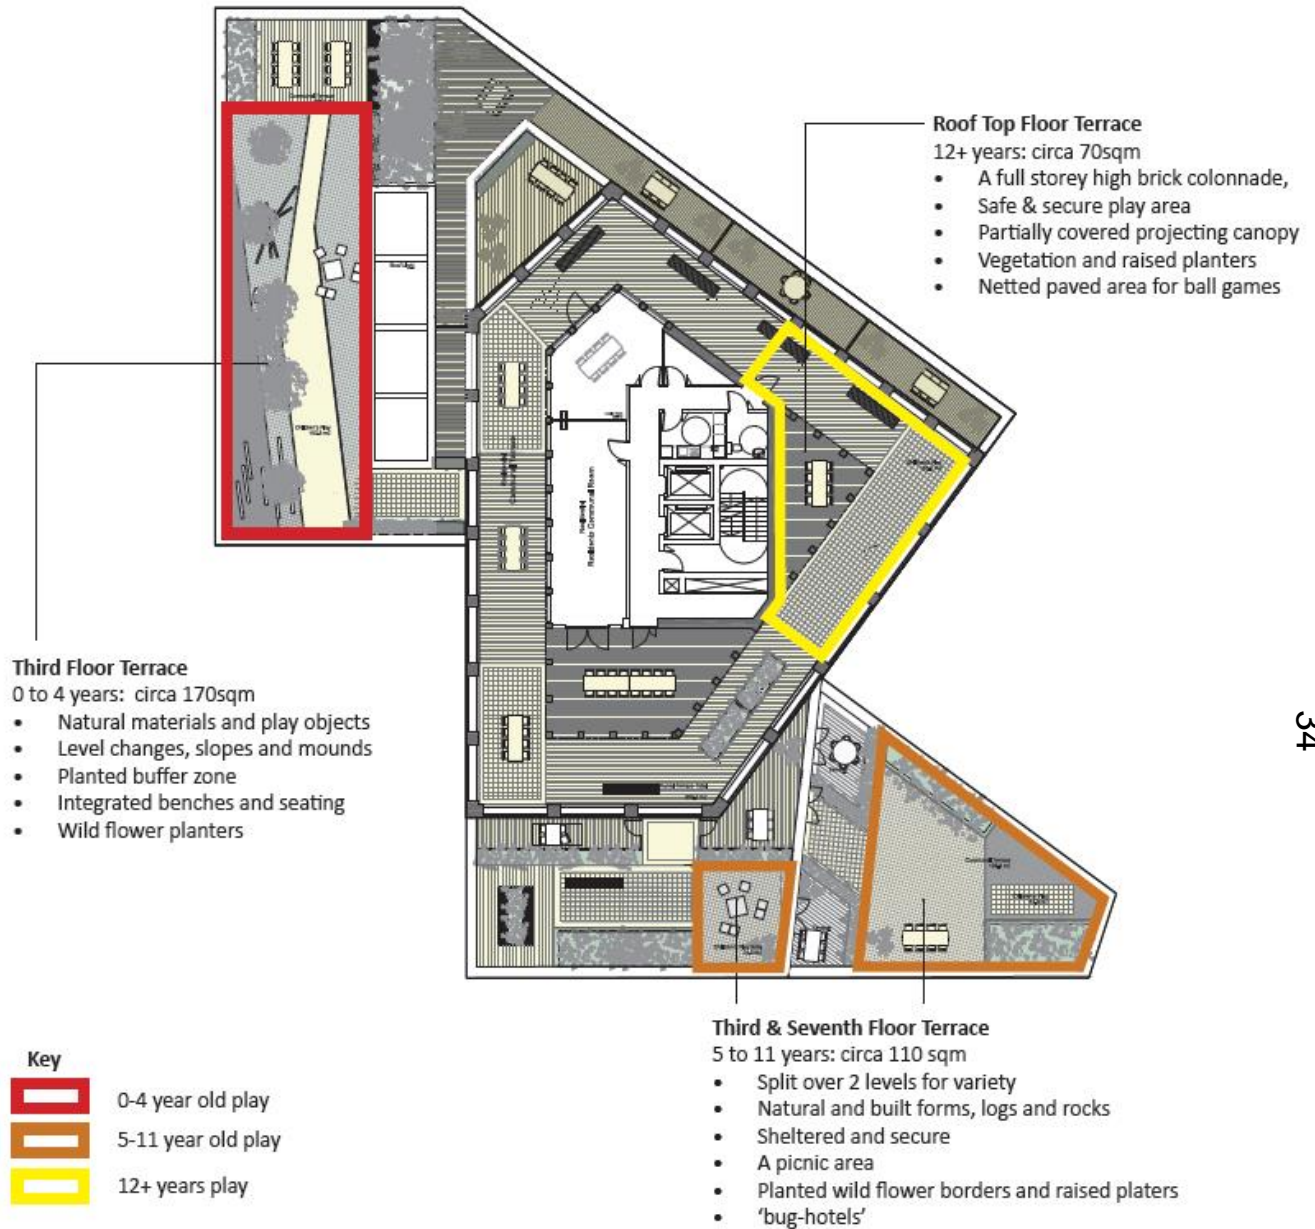 Roof Top Floor Terrace
12+ years: circa 70sqm
• A full storey high brick colonnade,
• Safe & secure play area
• Partially covered projecting canopy
• Vegetation and raised planters
• Netted paved area for ball games
Residents Communal Room
Third Floor Terrace
0 to 4 years: circa 170sqm
• Natural materials and play objects
• Level changes, slopes and mounds
• Planted buffer zone
• Integrated benches and seating
• Wild flower planters
34
Third & Seventh Floor Terrace
5 to 11 years: circa 110 sqm
• Split over 2 levels for variety
• Natural and built forms, logs and rocks
• Sheltered and secure
• A picnic area
• Planted wild flower borders and raised platers
• 'bug-hotels'
Key
0-4 year old play
5-11 year old play
12+ years play